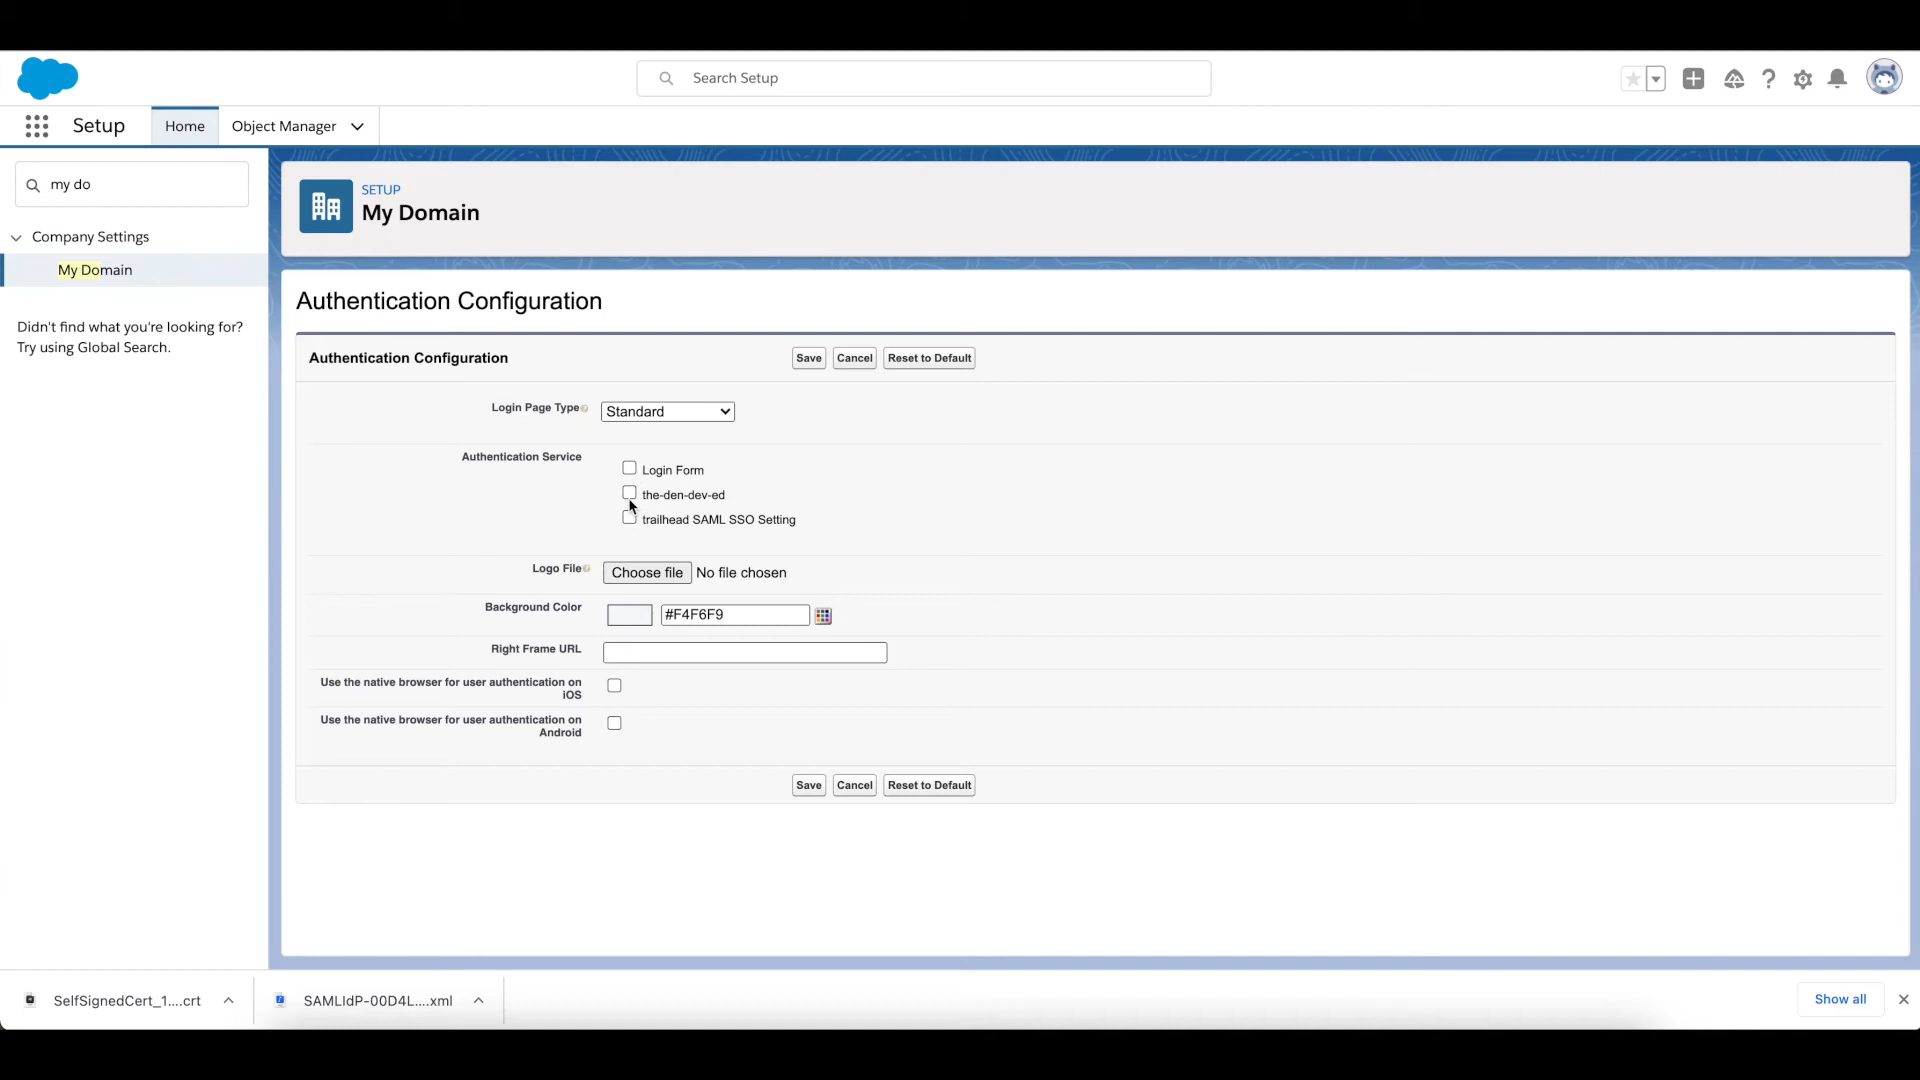 Search Setup
Setup
Home
Object Manager
my do
Company Settings
My Domain
Didn't find what you're looking for?
Try using Global Search.
SETUP
My Domain
Authentication Configuration
Authentication Configuration
Save
Cancel
Reset to Default
Login Page Type
Standard
Authentication Service
Login Form
the-den-dev-ed
trailhead SAML SSO Setting
Logo File
Choose file No file chosen
Background Color
#F4F6F9
Right Frame URL
Use the native browser for user authentication on
iOS
Use the native browser for user authentication on
Android
Save
Cancel
Reset to Default
SelfSignedCert_1....crt
SAMLIdP-00D4L....xml
Show all